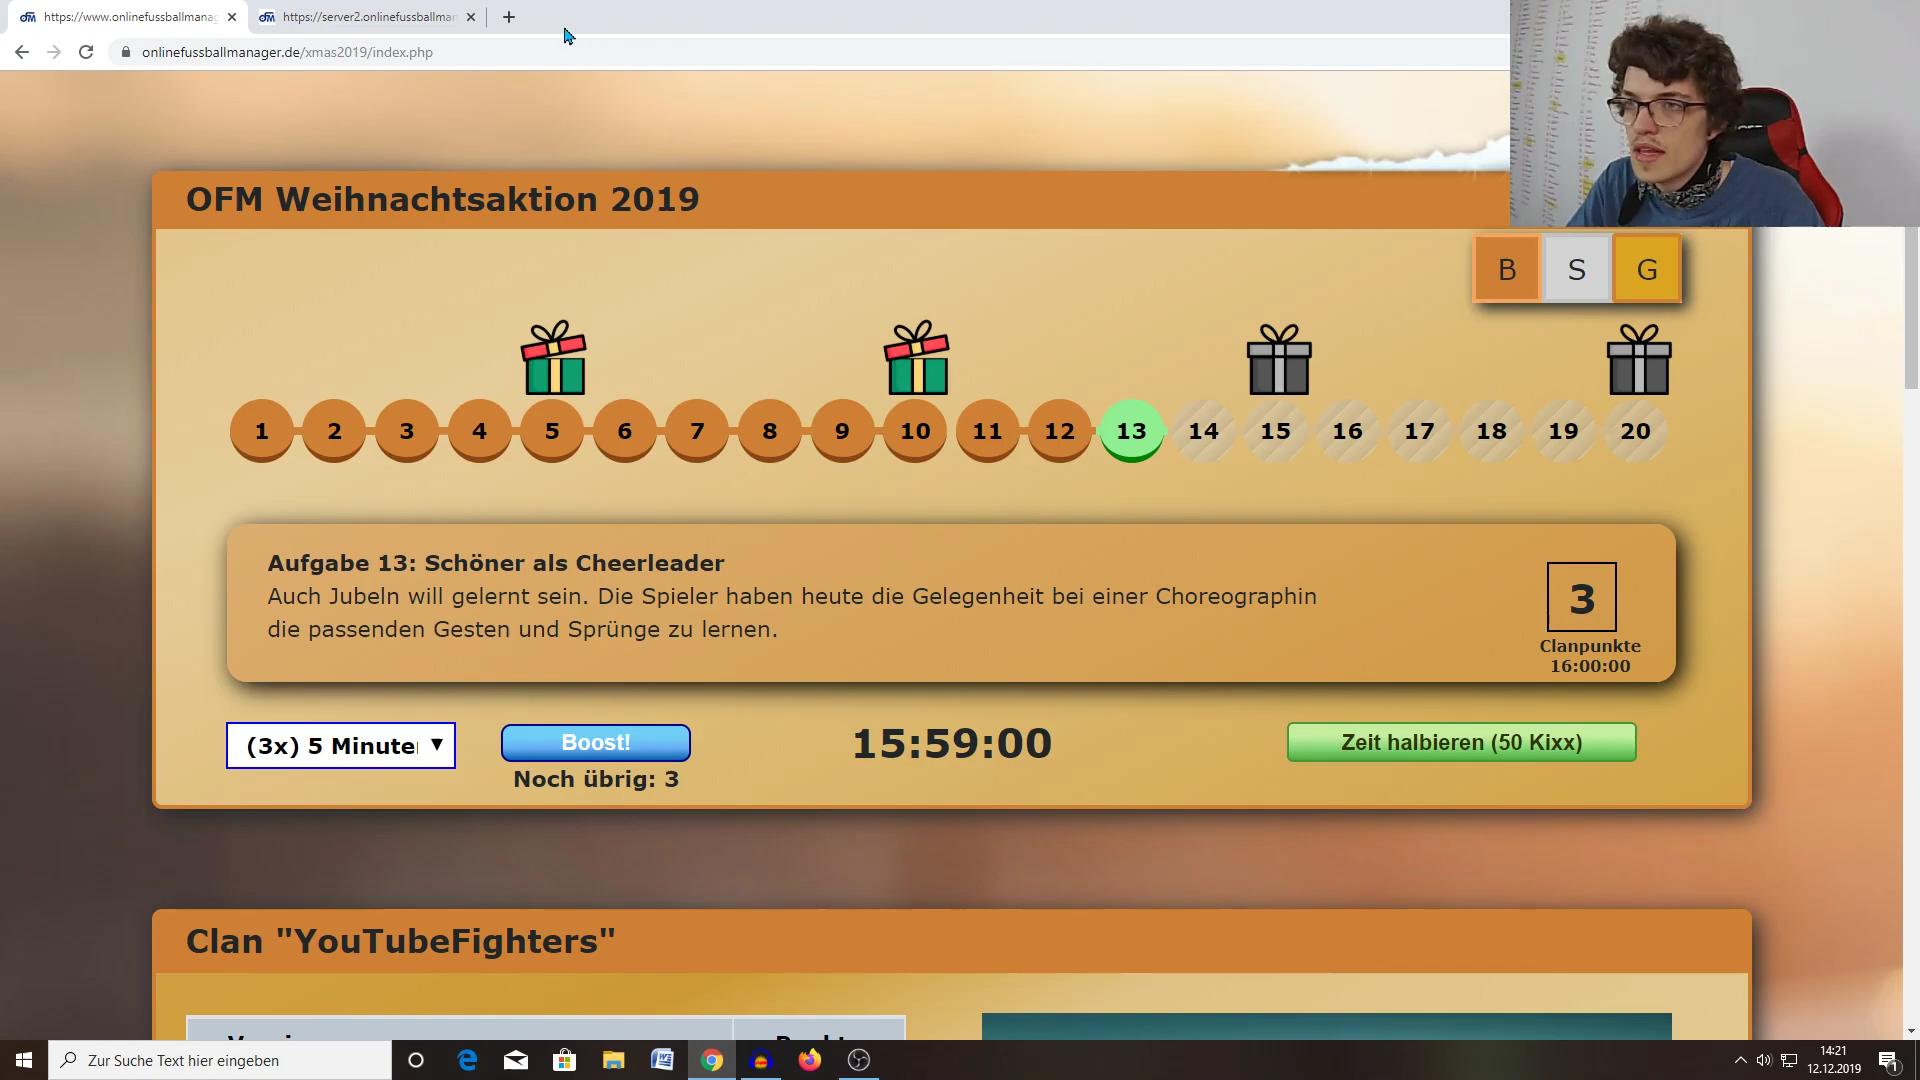 https://www.onlinefussballmanag
https://server2.onlinefussballman
onlinefussballmanager.de/xmas2019/index.php
OFM Weihnachtsaktion 2019
B S G
1 2 3 4 5 6 7 8 9 10 11 12 13 14 15 16 17 18 19 20
Aufgabe 13: Schöner als Cheerleader
Auch Jubeln will gelernt sein. Die Spieler haben heute die Gelegenheit bei einer Choreographin
die passenden Gesten und Sprünge zu lernen.
3
Clanpunkte
16:00:00
(3x) 5 Minute
Boost!
15:59:00
Zeit halbieren (50 Kixx)
Noch übrig: 3
Clan "YouTubeFighters"
Zur Suche Text hier eingeben
14:21
12.12.2019
1